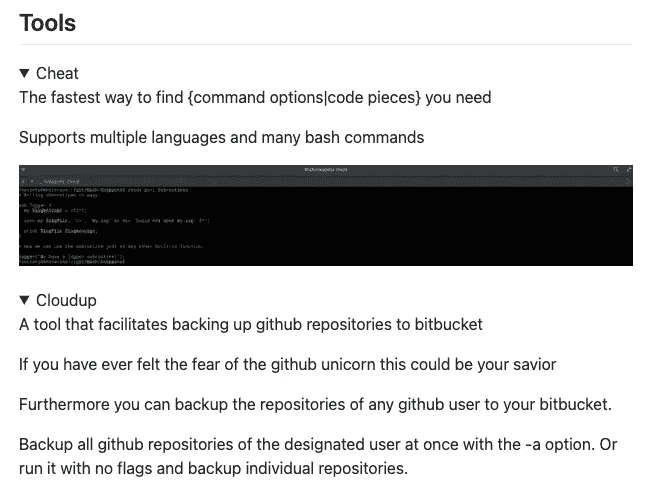 Tools
▼ Cheat
The fastest way to find {command options|code pieces} you need
Supports multiple languages and many bash commands
▼ Cloudup
A tool that facilitates backing up github repositories to bitbucket
If you have ever felt the fear of the github unicorn this could be your savior
Furthermore you can backup the repositories of any github user to your bitbucket.
Backup all github repositories of the designated user at once with the -a option. Or
run it with no flags and backup individual repositories.